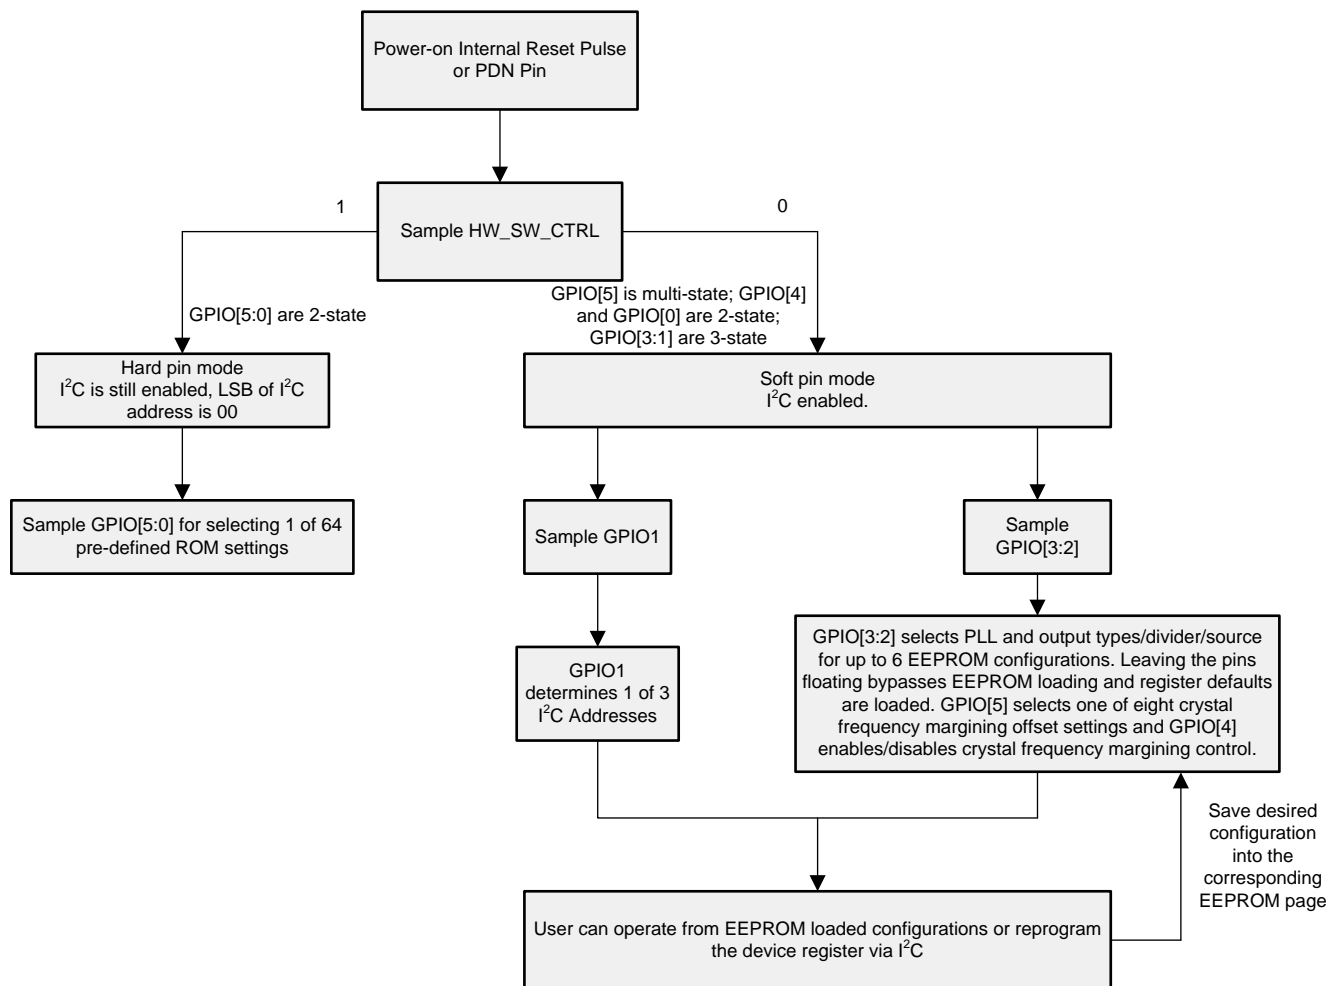 Power-on Internal Reset Pulse
or PDN Pin
1
0
Sample HW_SW_CTRL
GPIO[5:0] are 2-state
GPIO[5] is multi-state; GPIO[4]
and GPIO[0] are 2-state;
GPIO[3:1] are 3-state
Hard pin mode
I²C is still enabled, LSB of I²C
address is 00
Soft pin mode
I²C enabled.
Sample GPIO[5:0] for selecting 1 of 64
pre-defined ROM settings
Sample GPIO1
Sample
GPIO[3:2]
GPIO1
determines 1 of 3
I²C Addresses
GPIO[3:2] selects PLL and output types/divider/source
for up to 6 EEPROM configurations. Leaving the pins
floating bypasses EEPROM loading and register defaults
are loaded. GPIO[5] selects one of eight crystal
frequency margining offset settings and GPIO[4]
enables/disables crystal frequency margining control.
Save desired
configuration
into the
corresponding
EEPROM page
User can operate from EEPROM loaded configurations or reprogram
the device register via I²C